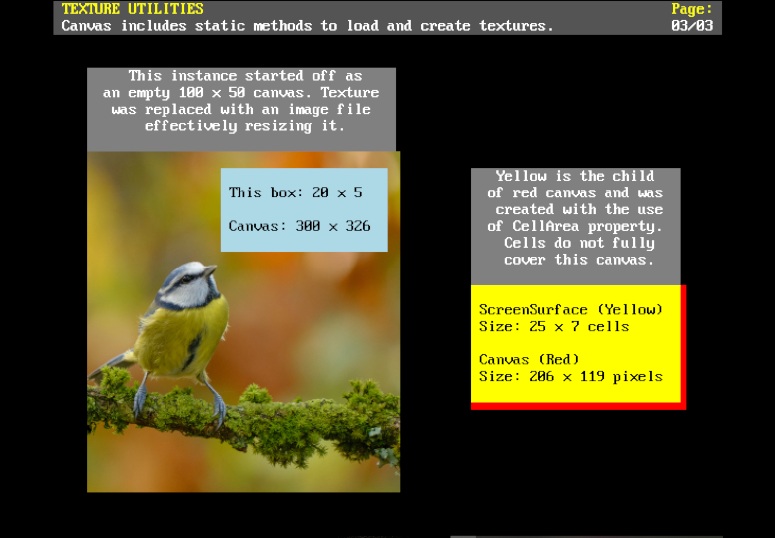 TEXTURE UTILITIES
Page:
Canvas includes static methods to load and create textures.
03/03
This instance started off as
an empty 100 x 50 canvas. Texture
was replaced with an image file
effectively resizing it.
This box: 20 x 5
Canvas: 300 x 326
Yellow is the child
of red canvas and was
created with the use
of CellArea property.
Cells do not fully
cover this canvas.
ScreenSurface (Yellow)
Size: 25 x 7 cells
Canvas (Red)
Size: 206 x 119 pixels